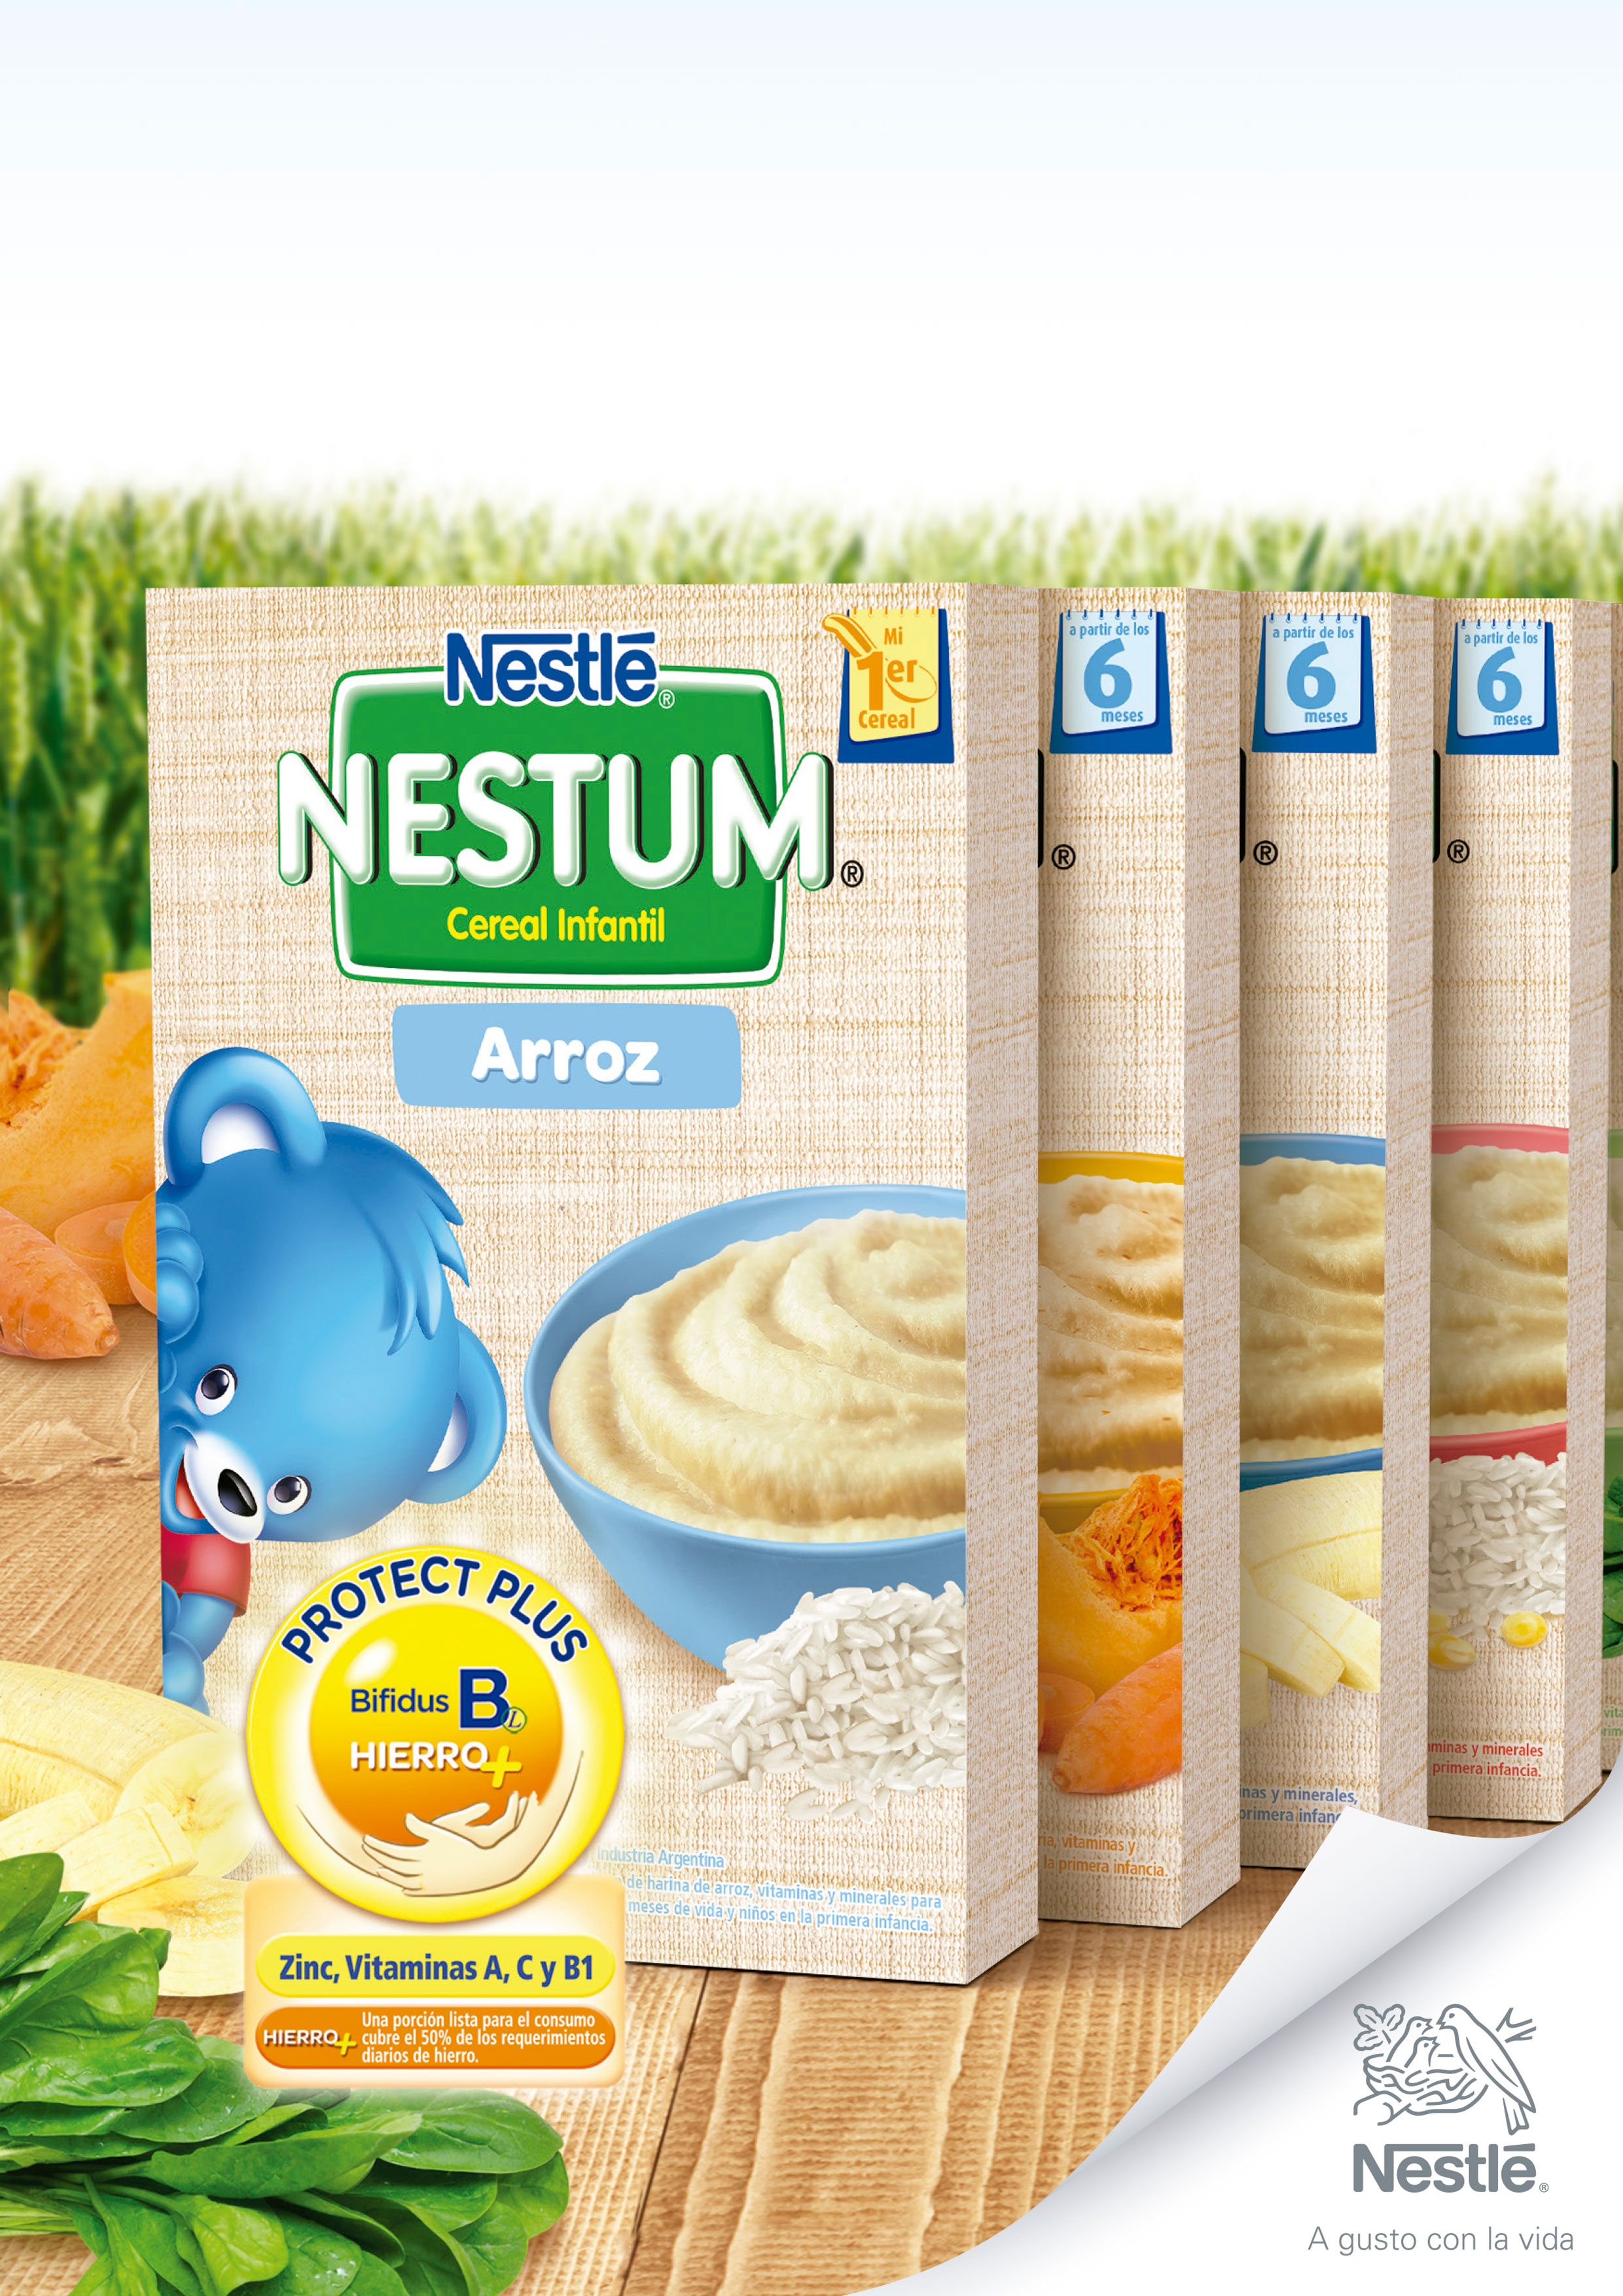 Nestlé®
NESTUM®
Cereal Infantil
Arroz
Mi
1er
Cereal
a partir de los
6
meses
®
a partir de los
6
meses
®
a partir de los
6
meses
®
PROTECT PLUS
Bifidus BL
HIERRO+
Zinc, Vitaminas A, C y B1
HIERRO+
Una porción lista para el consumo
cubre el 50% de los requerimientos
diarios de hierro.
Industria Argentina
de harina de arroz, vitaminas y minerales para
meses de vida y niños en la primera infancia.
vitaminas y
la primera infancia.
y minerales,
primera
y minerales
primera infancia.
Nestlé®
A gusto con la vida